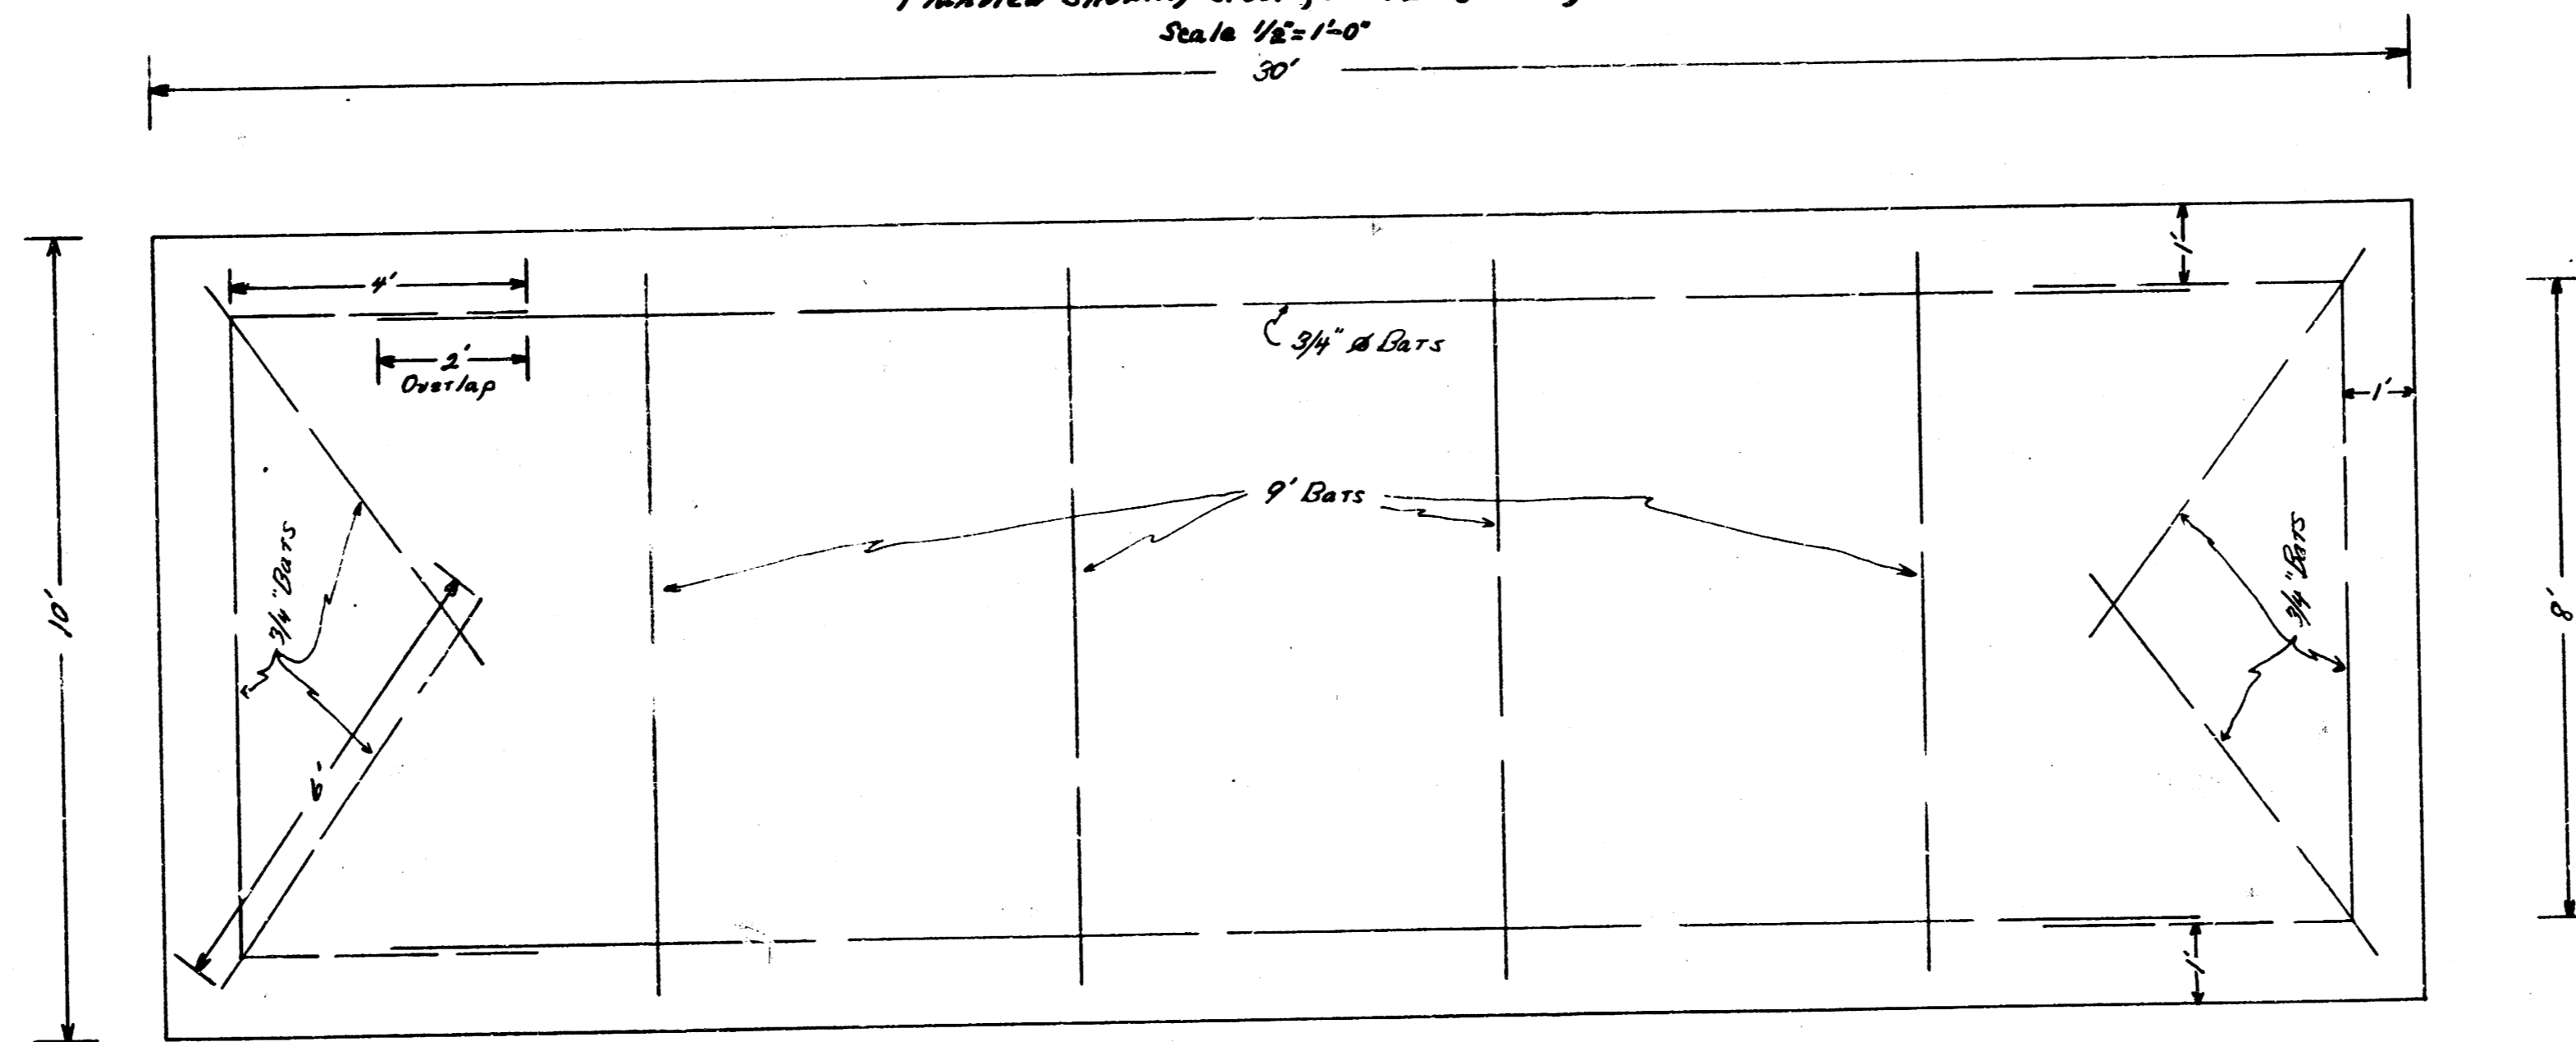 Scale 1/2"=1'-0"
30'
1'
4'
3/4" Ø Bars
2'
Overlap
1'
9' Bars
3/4" Bars
3/4" Bars
10'
8'
6'
1'